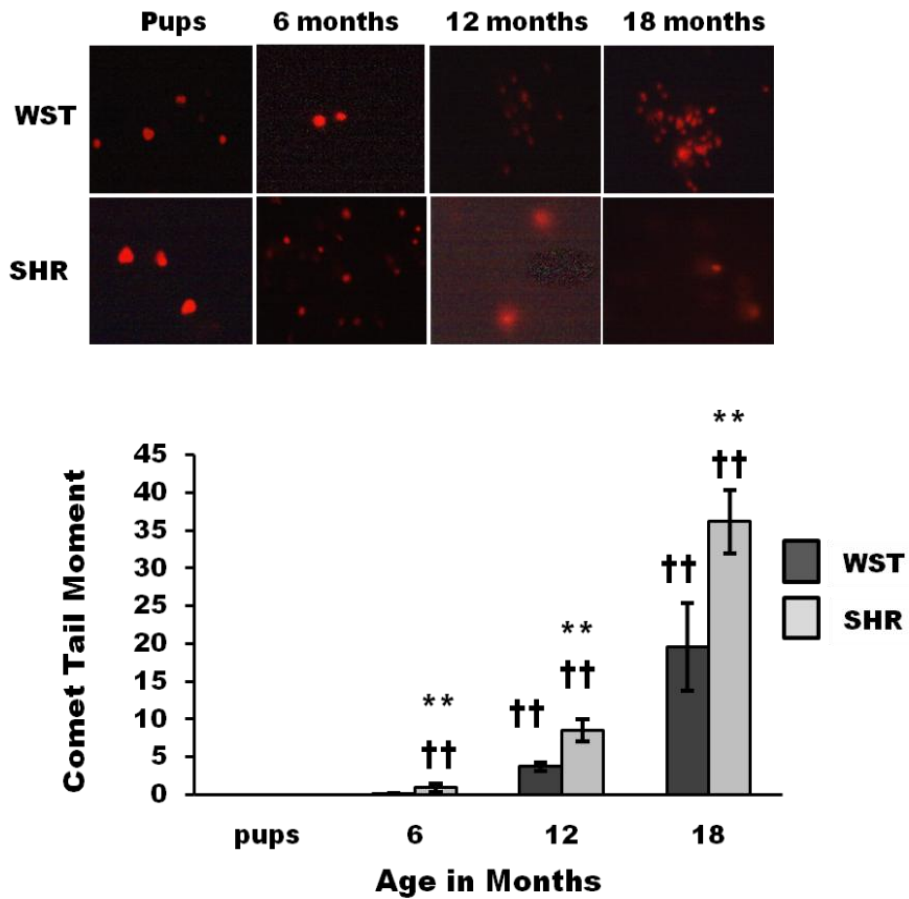 Pups 6 months 12 months 18 months
WST
SHR
**
††
††
**
††
††
**
††
45
40
35
30
25
20
15
10
5
0
Comet Tail Moment
WST
SHR
pups 6 12 18
Age in Months